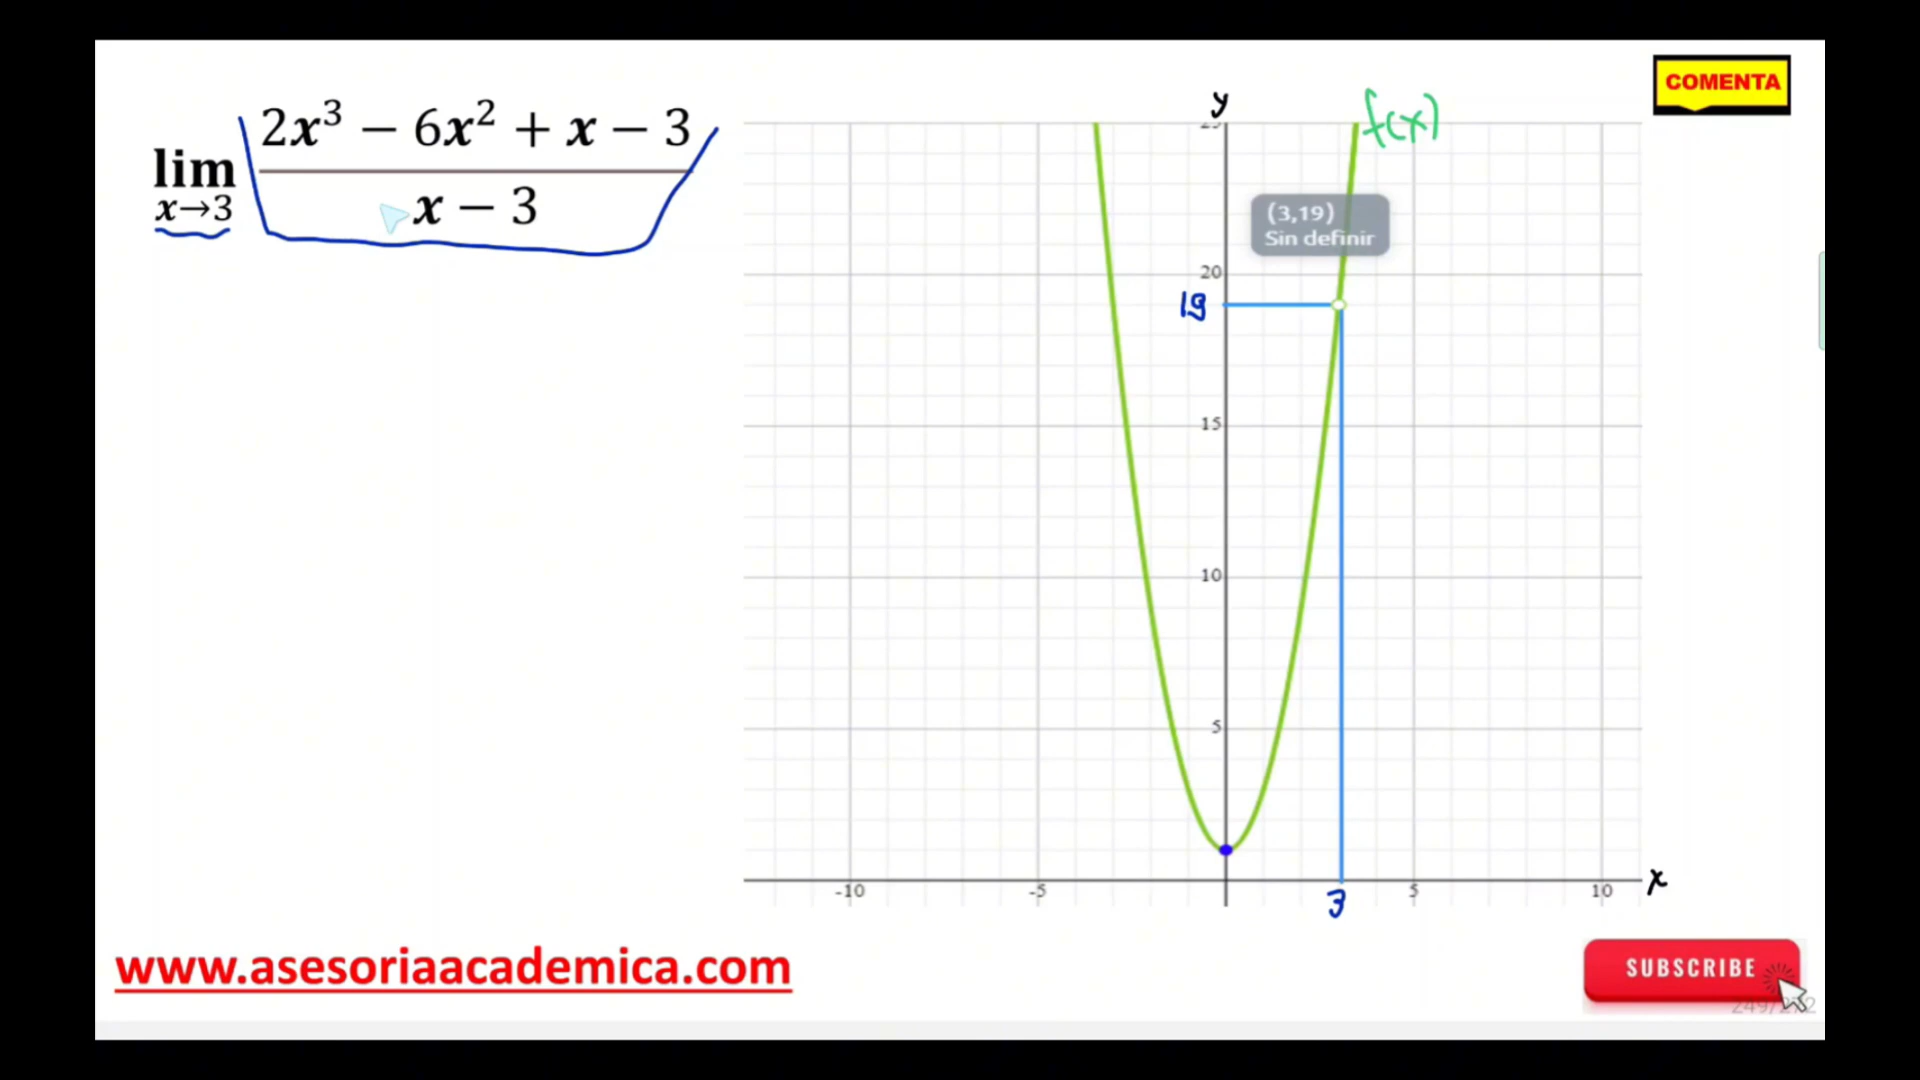 COMENTA
lim x→3 (2x³ − 6x² + x − 3) / (x − 3)
y
f(x)
(3,19)
Sin definir
20
19
15
10
5
-10 -5 5 10
x
3
www.asesoriaacademica.com
SUBSCRIBE